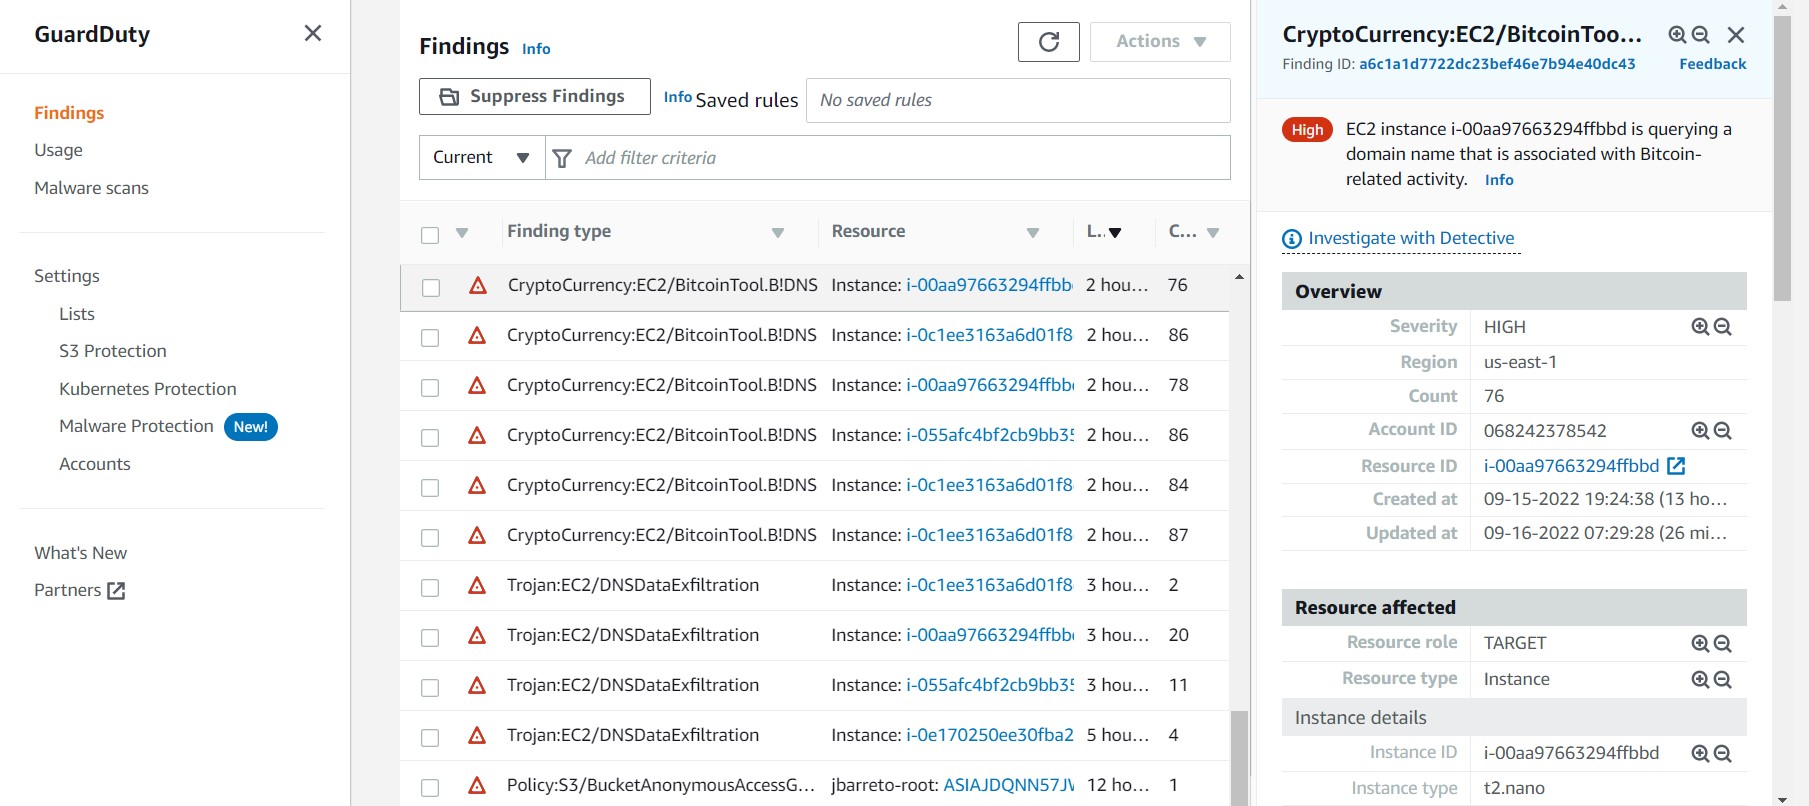 GuardDuty
Findings
Usage
Malware scans
Settings
Lists
S3 Protection
Kubernetes Protection
Malware Protection New!
Accounts
What's New
Partners
Findings Info
Actions
Suppress Findings Info Saved rules No saved rules
Current Add filter criteria
Finding type Resource L.. C...
CryptoCurrency:EC2/BitcoinTool.B!DNS Instance: i-00aa97663294ffbb 2 hou... 76
CryptoCurrency:EC2/BitcoinTool.B!DNS Instance: i-0c1ee3163a6d01f8 2 hou... 86
CryptoCurrency:EC2/BitcoinTool.B!DNS Instance: i-00aa97663294ffbb 2 hou... 78
CryptoCurrency:EC2/BitcoinTool.B!DNS Instance: i-055afc4bf2cb9bb35 2 hou... 86
CryptoCurrency:EC2/BitcoinTool.B!DNS Instance: i-0c1ee3163a6d01f8 2 hou... 84
CryptoCurrency:EC2/BitcoinTool.B!DNS Instance: i-0c1ee3163a6d01f8 2 hou... 87
Trojan:EC2/DNSDataExfiltration Instance: i-0c1ee3163a6d01f8 3 hou... 2
Trojan:EC2/DNSDataExfiltration Instance: i-00aa97663294ffbb 3 hou... 20
Trojan:EC2/DNSDataExfiltration Instance: i-055afc4bf2cb9bb35 3 hou... 11
Trojan:EC2/DNSDataExfiltration Instance: i-0e170250ee30fba2 5 hou... 4
Policy:S3/BucketAnonymousAccessG... jbarreto-root: ASIAJDQNN57JV 12 ho... 1
CryptoCurrency:EC2/BitcoinToo...
Finding ID: a6c1a1d7722dc23bef46e7b94e40dc43 Feedback
High EC2 instance i-00aa97663294ffbbd is querying a
domain name that is associated with Bitcoin-
related activity. Info
Investigate with Detective
Overview
Severity HIGH
Region us-east-1
Count 76
Account ID 068242378542
Resource ID i-00aa97663294ffbbd
Created at 09-15-2022 19:24:38 (13 ho...
Updated at 09-16-2022 07:29:28 (26 mi...
Resource affected
Resource role TARGET
Resource type Instance
Instance details
Instance ID i-00aa97663294ffbbd
Instance type t2.nano